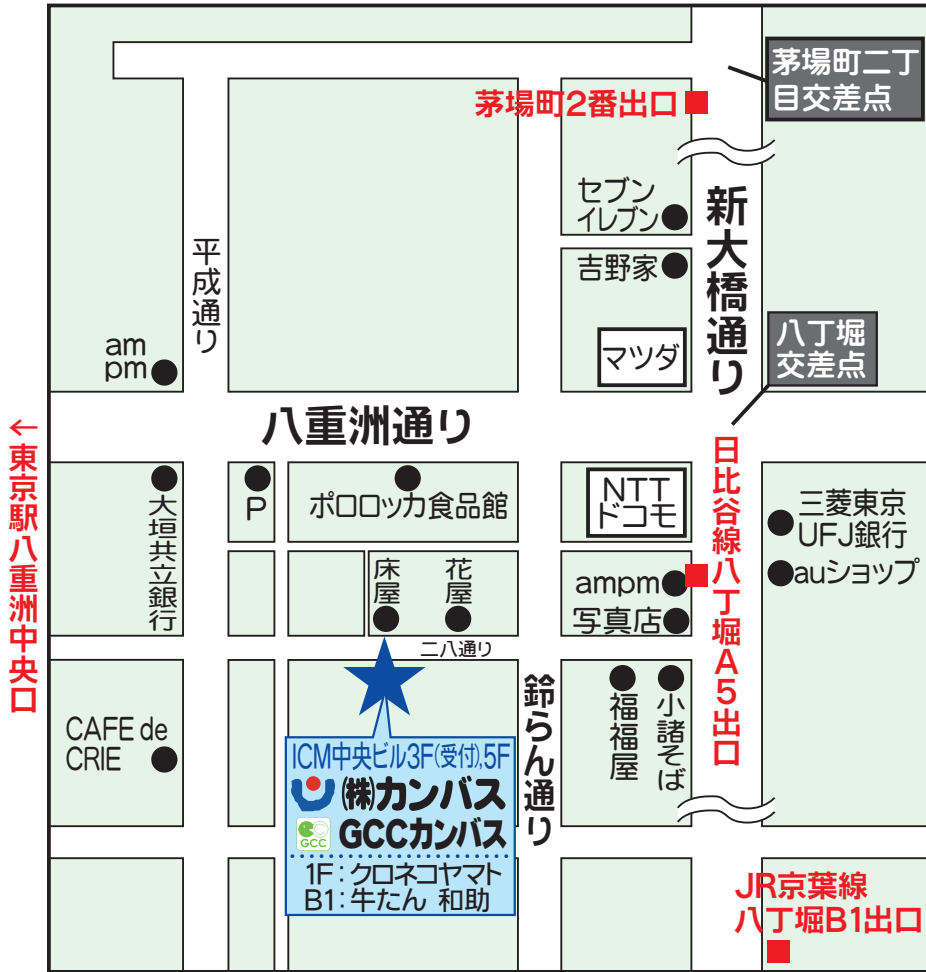 茅場町二丁
目交差点
茅場町2番出口
セブン
イレブン
新大橋通り
平成通り
吉野家
マツダ
八丁堀
交差点
am
pm
八重洲通り
←東京駅八重洲中央口
日比谷線八丁堀A5出口
大垣共立銀行
P
ポロロッカ食品館
NTT
ドコモ
三菱東京
UFJ銀行
auショップ
床屋
花屋
ampm
写真店
二八通り
鈴らん通り
福福屋
小諸そば
CAFE de
CRIE
ICM中央ビル3F(受付),5F
(株)カンバス
GCC
GCCカンバス
1F:クロネコヤマト
B1:牛たん 和助
JR京葉線
八丁堀B1出口